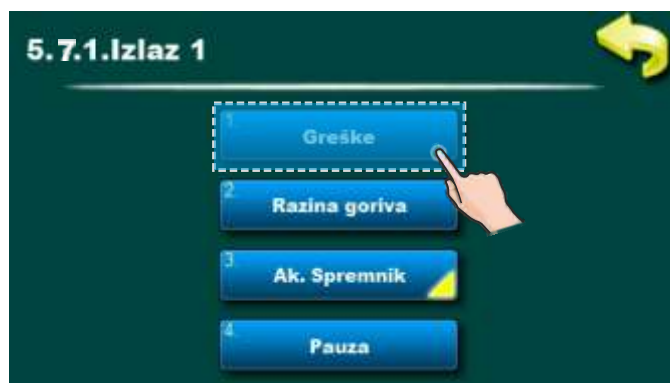 5.7.1.Izlaz 1
1
Greške
2
Razina goriva
3
Ak. Spremnik
4
Pauza